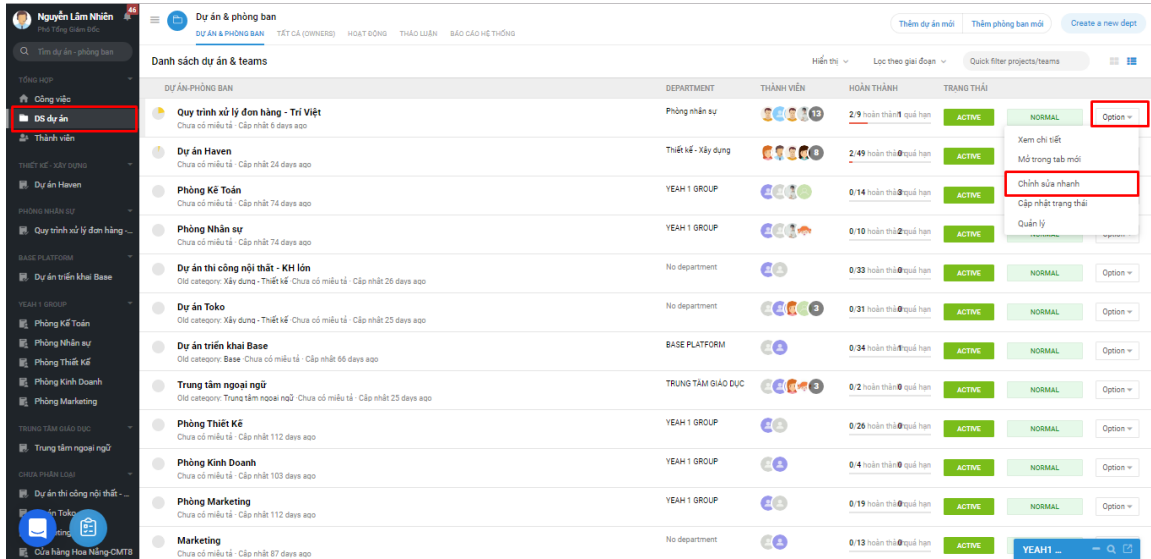 Nguyễn Lâm Nhiên
46
Phó Tổng Giám Đốc
Tìm dự án - phòng ban
TỔNG HỢP
Công việc
DS dự án
Thành viên
THIẾT KẾ - XÂY DỰNG
Dự án Haven
PHÒNG NHÂN SỰ
Quy trình xử lý đơn hàng -...
BASE PLATFORM
Dự án triển khai Base
YEAH 1 GROUP
Phòng Kế Toán
Phòng Nhân sự
Phòng Thiết Kế
Phòng Kinh Doanh
Phòng Marketing
TRUNG TÂM GIÁO DỤC
Trung tâm ngoại ngữ
CHƯA PHÂN LOẠI
Dự án thi công nội thất - ...
Cửa hàng Hoa Nắng-CMT8
Dự án & phòng ban
DỰ ÁN & PHÒNG BAN TẤT CẢ (OWNERS) HOẠT ĐỘNG THẢO LUẬN BÁO CÁO HỆ THỐNG
Thêm dự án mới Thêm phòng ban mới Create a new dept
Danh sách dự án & teams
Hiển thị Lọc theo giai đoạn Quick filter projects/teams
DỰ ÁN-PHÒNG BAN DEPARTMENT THÀNH VIÊN HOÀN THÀNH TRẠNG THÁI
Quy trình xử lý đơn hàng - Trí Việt Phòng nhân sự 13 2/9 hoàn thành 1 quá hạn ACTIVE NORMAL Option
Chưa có miêu tả · Cập nhật 6 days ago
Dự án Haven Thiết kế - Xây dựng 8 2/49 hoàn thành 0 quá hạn ACTIVE
Chưa có miêu tả · Cập nhật 24 days ago
Phòng Kế Toán YEAH 1 GROUP 0/14 hoàn thành 3 quá hạn ACTIVE
Chưa có miêu tả · Cập nhật 74 days ago
Phòng Nhân sự YEAH 1 GROUP 0/10 hoàn thành 2 quá hạn ACTIVE
Chưa có miêu tả · Cập nhật 74 days ago
Xem chi tiết
Mở trong tab mới
Chỉnh sửa nhanh
Cập nhật trạng thái
Quản lý
Dự án thi công nội thất - KH lớn No department 0/33 hoàn thành 0 quá hạn ACTIVE NORMAL Option
Old category: Xây dựng - Thiết kế ·Chưa có miêu tả · Cập nhật 26 days ago
Dự án Toko No department 3 0/31 hoàn thành 0 quá hạn ACTIVE NORMAL Option
Old category: Xây dựng - Thiết kế ·Chưa có miêu tả · Cập nhật 25 days ago
Dự án triển khai Base BASE PLATFORM 0/34 hoàn thành 1 quá hạn ACTIVE NORMAL Option
Old category: Base ·Chưa có miêu tả · Cập nhật 66 days ago
Trung tâm ngoại ngữ TRUNG TÂM GIÁO DỤC 3 0/2 hoàn thành 0 quá hạn ACTIVE NORMAL Option
Old category: Trung tâm ngoại ngữ ·Chưa có miêu tả · Cập nhật 25 days ago
Phòng Thiết Kế YEAH 1 GROUP 0/26 hoàn thành 0 quá hạn ACTIVE NORMAL Option
Chưa có miêu tả · Cập nhật 112 days ago
Phòng Kinh Doanh YEAH 1 GROUP 0/4 hoàn thành 0 quá hạn ACTIVE NORMAL Option
Chưa có miêu tả · Cập nhật 103 days ago
Phòng Marketing YEAH 1 GROUP 0/19 hoàn thành 0 quá hạn ACTIVE NORMAL Option
Chưa có miêu tả · Cập nhật 112 days ago
Marketing No department 0/13 hoàn thành 0 quá hạn ACTIVE NORMAL Option
Chưa có miêu tả · Cập nhật 87 days ago
YEAH1 ...